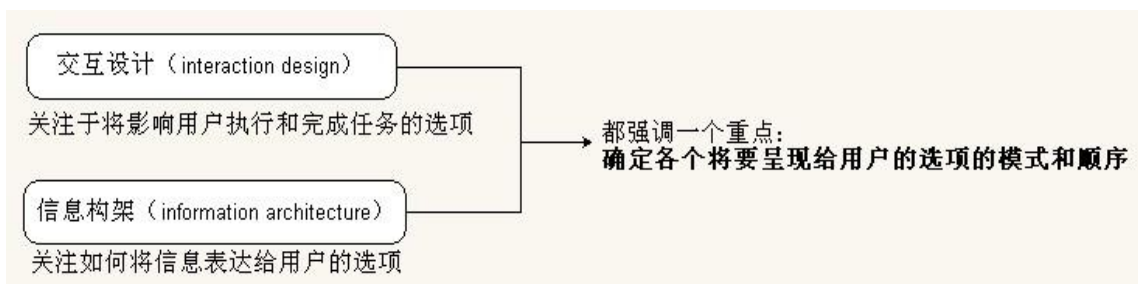 交互设计（interaction design）
关注于将影响用户执行和完成任务的选项
都强调一个重点：
确定各个将要呈现给用户的选项的模式和顺序
信息构架（information architecture）
关注如何将信息表达给用户的选项